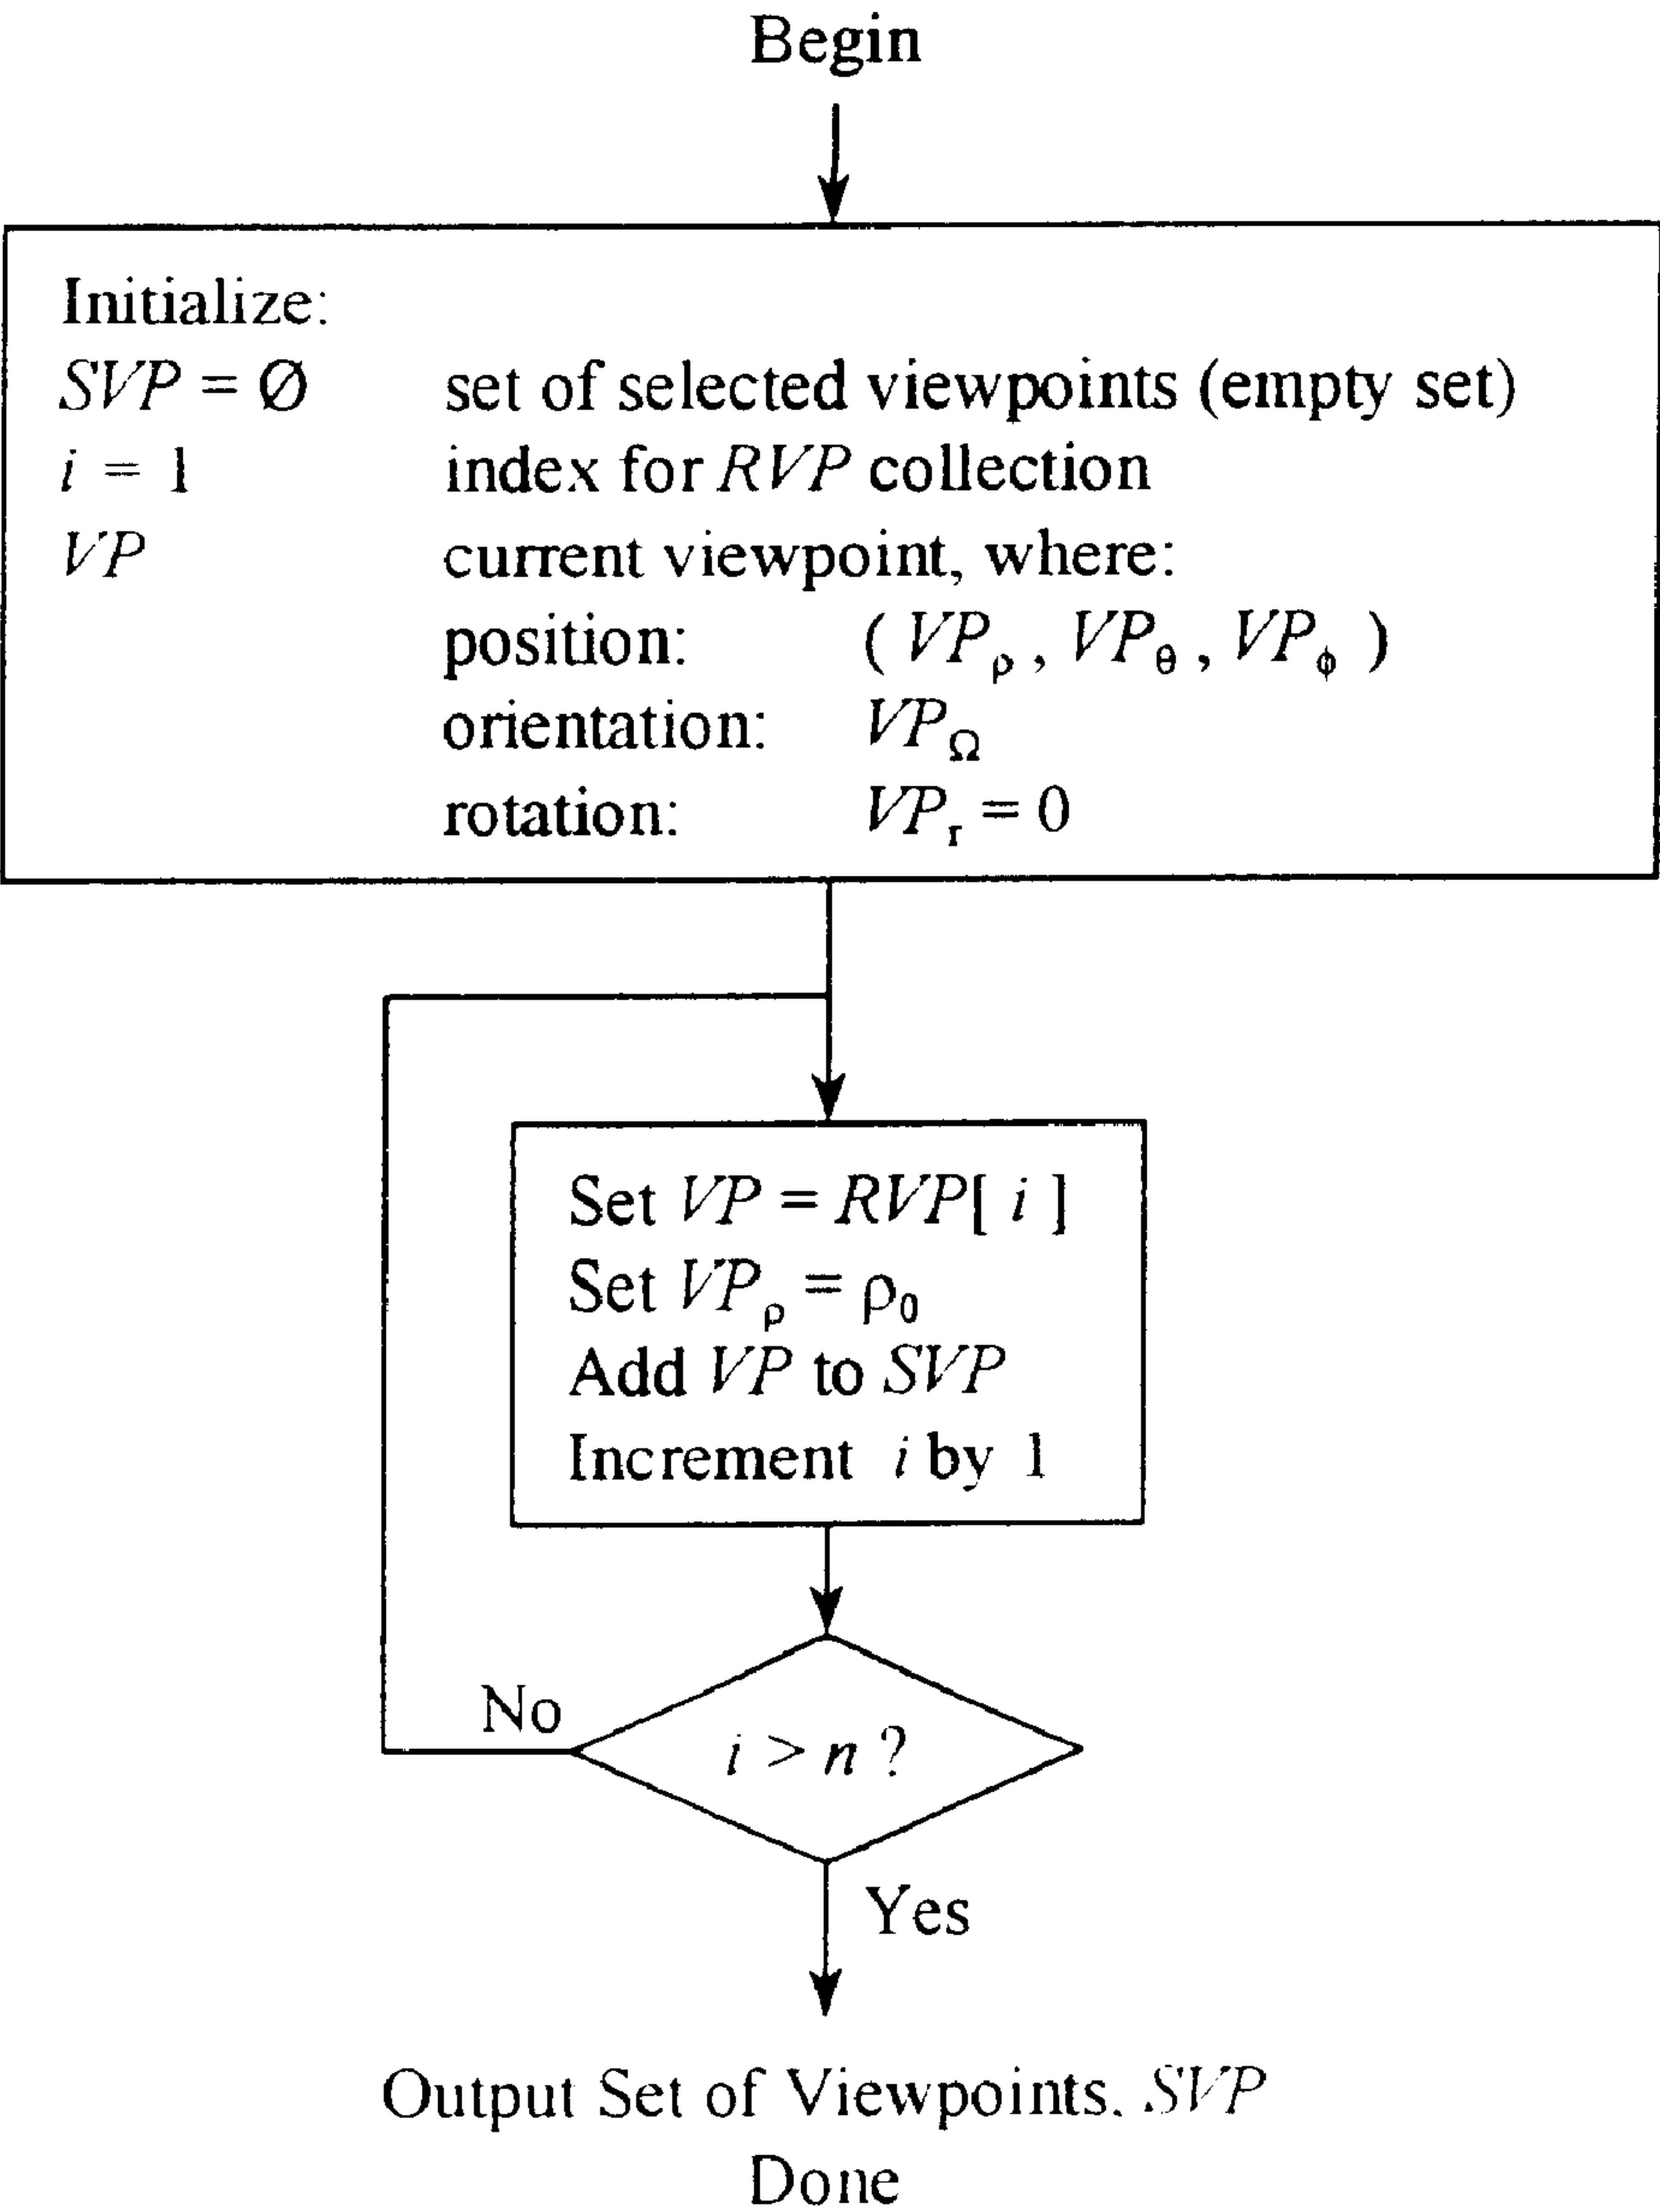 Begin
Initialize:
SVP = Ø set of selected viewpoints (empty set)
i = 1 index for RVP collection
VP current viewpoint, where:
position: ( VPρ , VPθ , VPϕ )
orientation: VPΩ
rotation: VPr = 0
Set VP = RVP[ i ]
Set VPρ = ρ0
Add VP to SVP
Increment i by 1
No
i > n ?
Yes
Output Set of Viewpoints. SVP
Done